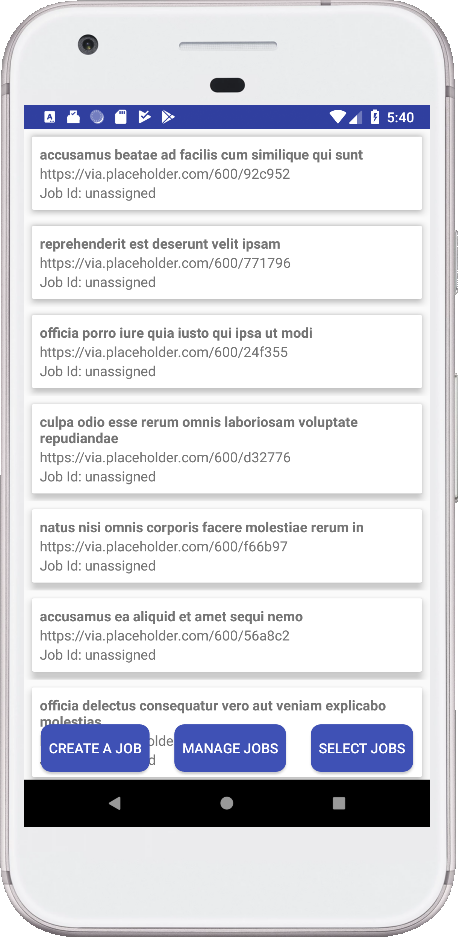 5:40
accusamus beatae ad facilis cum similique qui sunt
https://via.placeholder.com/600/92c952
Job Id: unassigned
reprehenderit est deserunt velit ipsam
https://via.placeholder.com/600/771796
Job Id: unassigned
officia porro iure quia iusto qui ipsa ut modi
https://via.placeholder.com/600/24f355
Job Id: unassigned
culpa odio esse rerum omnis laboriosam voluptate
repudiandae
https://via.placeholder.com/600/d32776
Job Id: unassigned
natus nisi omnis corporis facere molestiae rerum in
https://via.placeholder.com/600/f66b97
Job Id: unassigned
accusamus ea aliquid et amet sequi nemo
https://via.placeholder.com/600/56a8c2
Job Id: unassigned
officia delectus consequatur vero aut veniam explicabo
molestias
CREATE A JOB MANAGE JOBS SELECT JOBS